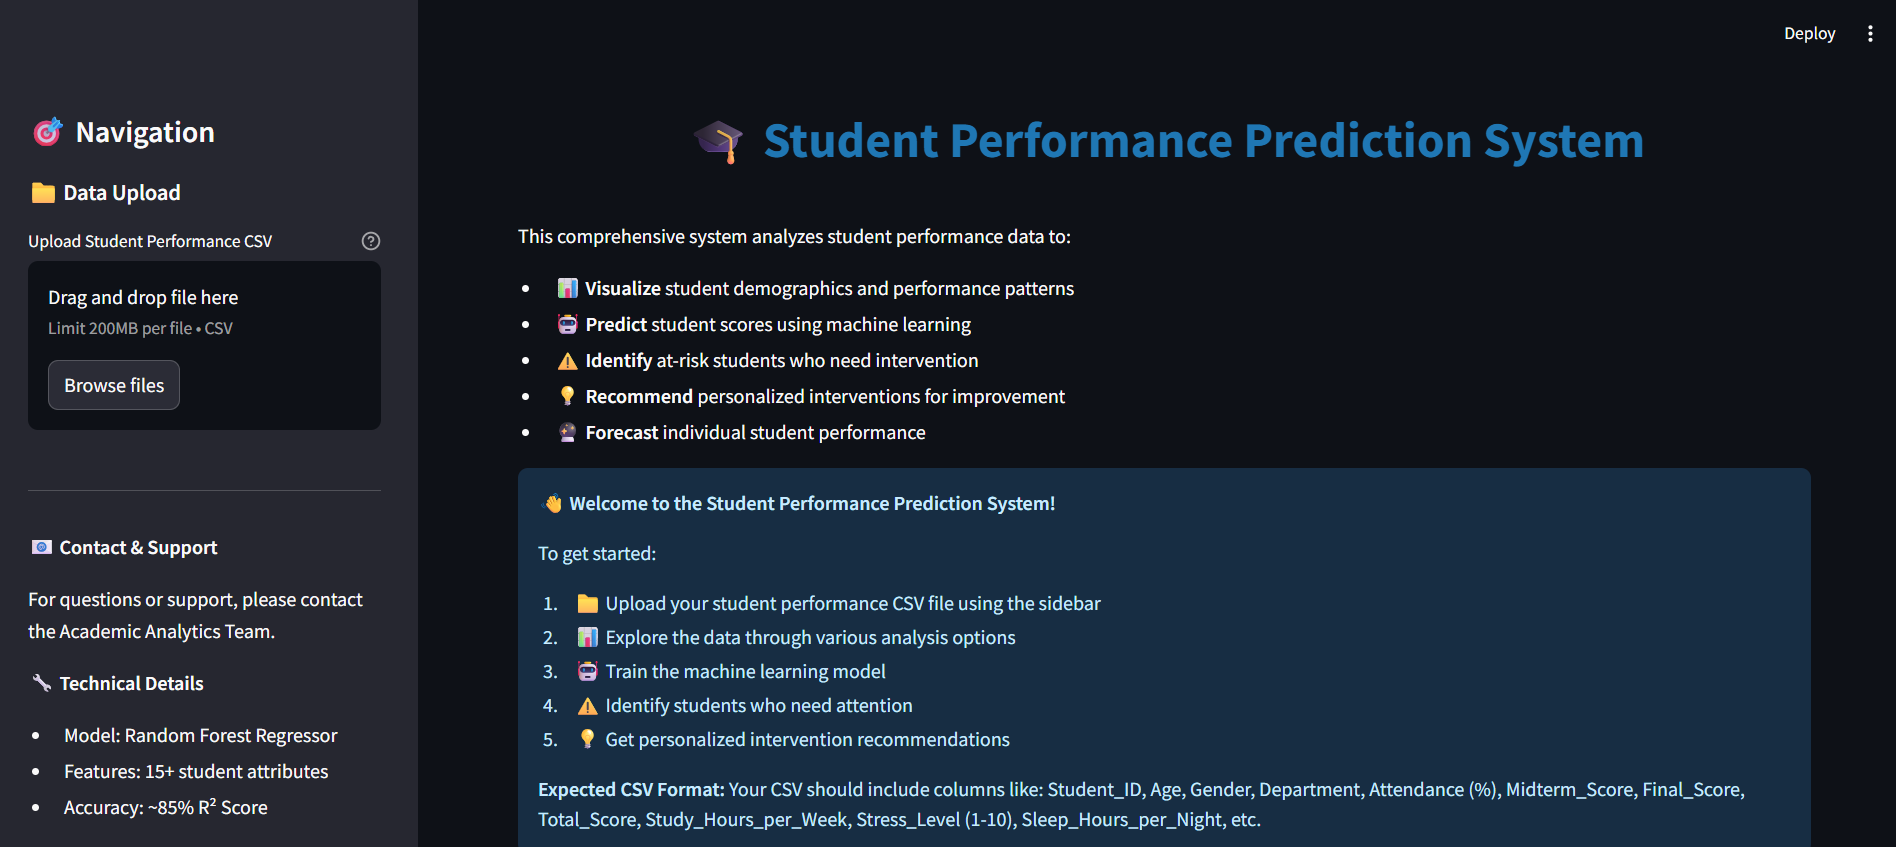 Deploy
Navigation
Data Upload
Upload Student Performance CSV
Drag and drop file here
Limit 200MB per file • CSV
Browse files
Contact & Support
For questions or support, please contact
the Academic Analytics Team.
Technical Details
• Model: Random Forest Regressor
• Features: 15+ student attributes
• Accuracy: ~85% R² Score
Student Performance Prediction System
This comprehensive system analyzes student performance data to:
• Visualize student demographics and performance patterns
• Predict student scores using machine learning
• Identify at-risk students who need intervention
• Recommend personalized interventions for improvement
• Forecast individual student performance
Welcome to the Student Performance Prediction System!
To get started:
1. Upload your student performance CSV file using the sidebar
2. Explore the data through various analysis options
3. Train the machine learning model
4. Identify students who need attention
5. Get personalized intervention recommendations
Expected CSV Format: Your CSV should include columns like: Student_ID, Age, Gender, Department, Attendance (%), Midterm_Score, Final_Score,
Total_Score, Study_Hours_per_Week, Stress_Level (1-10), Sleep_Hours_per_Night, etc.